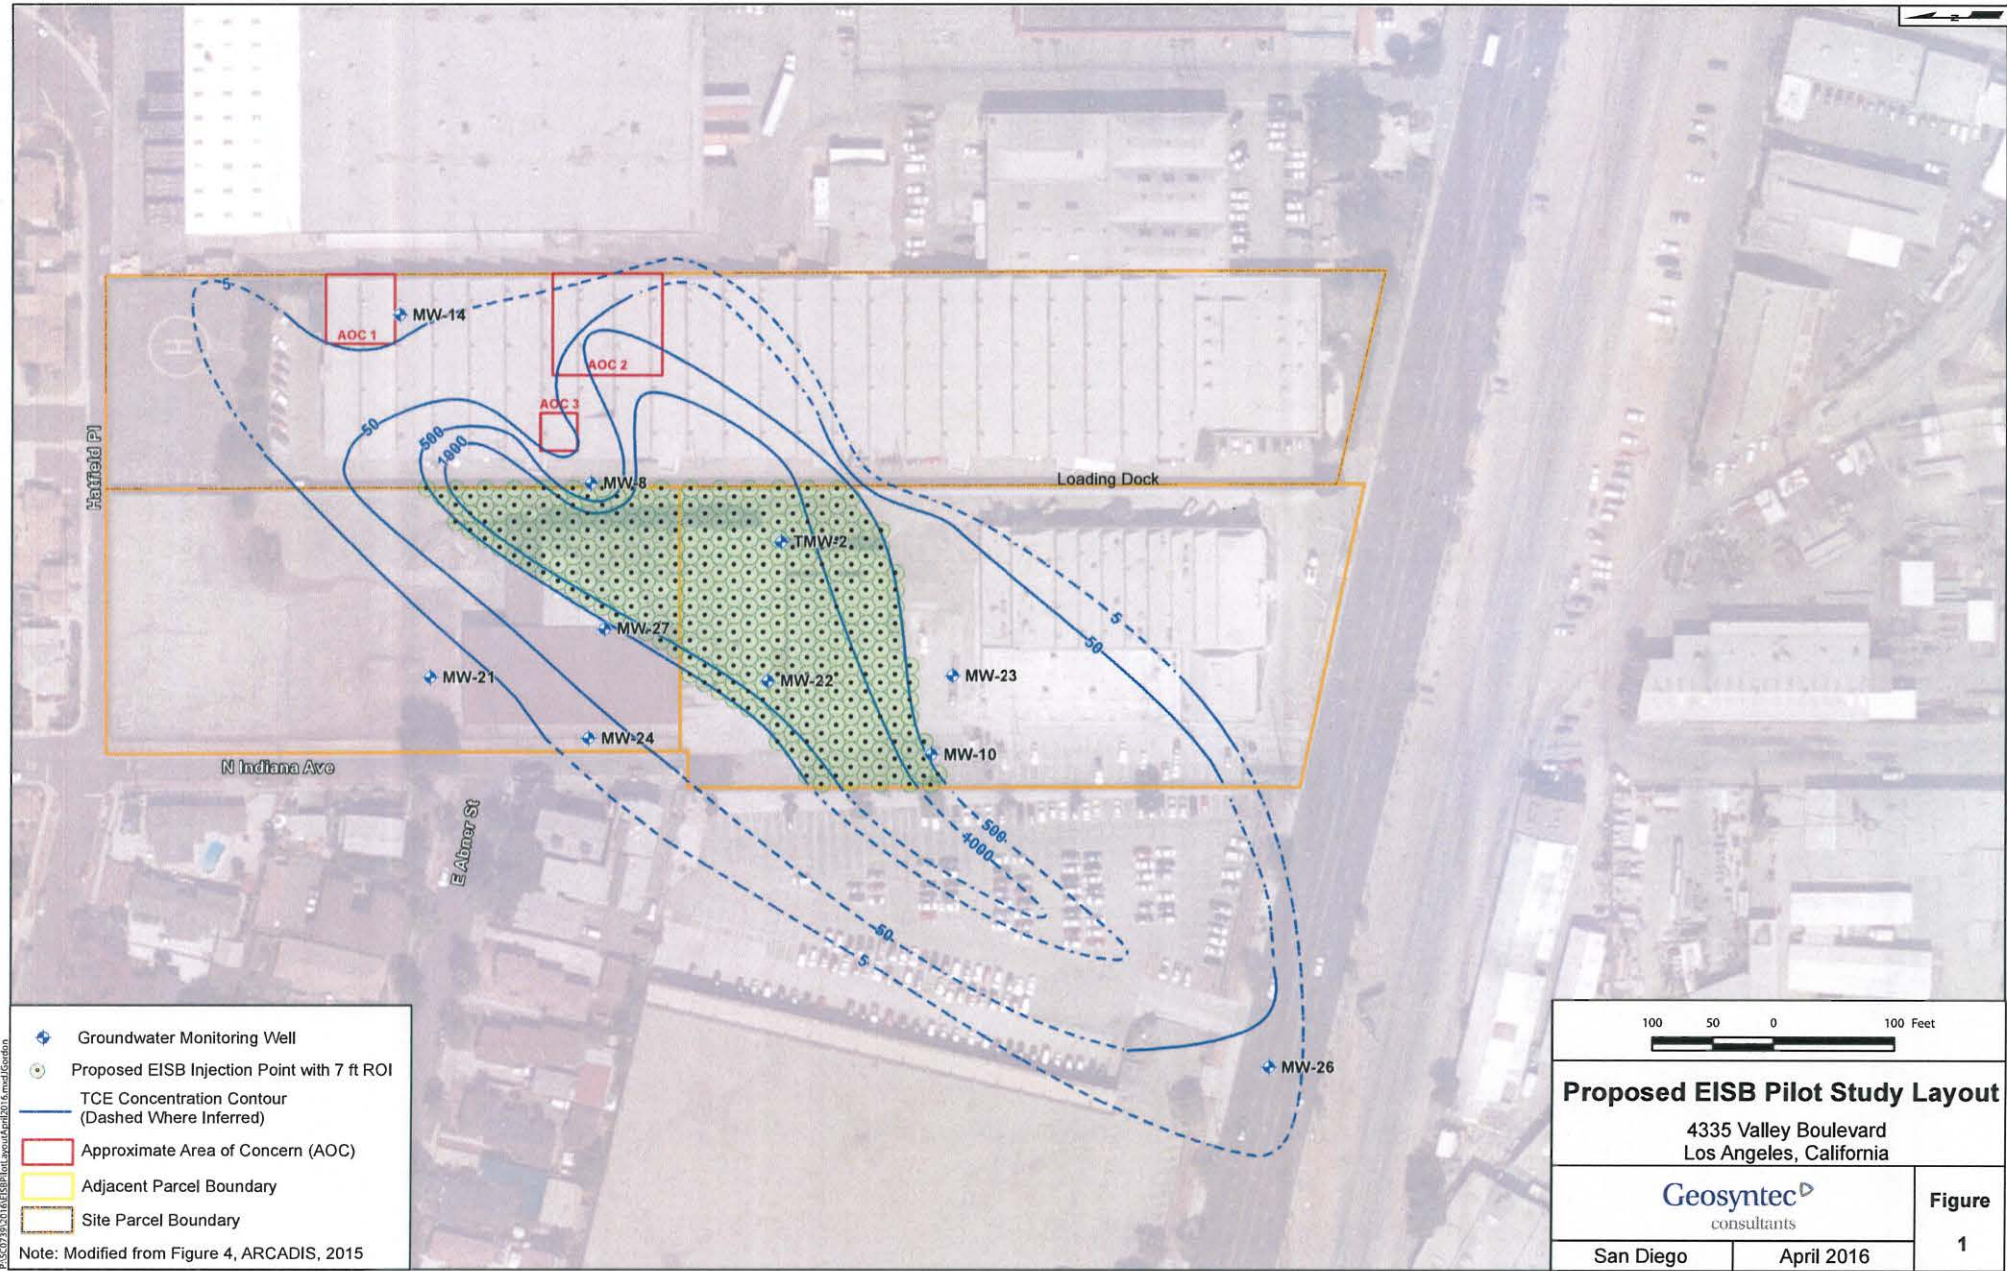 N
5
MW-14
AOC 1
AOC 2
AOC 3
50
500
1000
MW-8
Loading Dock
Hatfield Pl
TMW-2
5
MW-27
50
MW-21
MW-22
MW-23
MW-24
MW-10
N Indiana Ave
E Abner St
500
1000
50
5
MW-26
Groundwater Monitoring Well
Proposed EISB Injection Point with 7 ft ROI
TCE Concentration Contour
(Dashed Where Inferred)
Approximate Area of Concern (AOC)
Adjacent Parcel Boundary
Site Parcel Boundary
Note: Modified from Figure 4, ARCADIS, 2015
100 50 0 100 Feet
Proposed EISB Pilot Study Layout
4335 Valley Boulevard
Los Angeles, California
Geosyntec
consultants
Figure
1
San Diego
April 2016